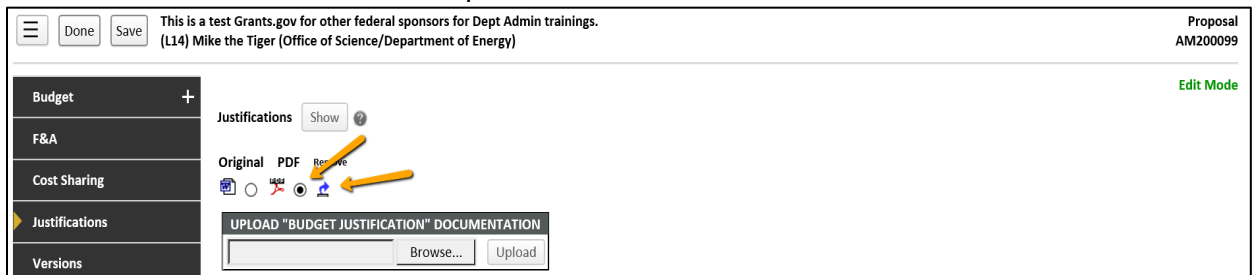 Done Save This is a test Grants.gov for other federal sponsors for Dept Admin trainings. Proposal
(L14) Mike the Tiger (Office of Science/Department of Energy) AM200099
Edit Mode
Budget +
Justifications Show ?
F&A
Original PDF Remove
Cost Sharing
Justifications
UPLOAD "BUDGET JUSTIFICATION" DOCUMENTATION
Browse... Upload
Versions